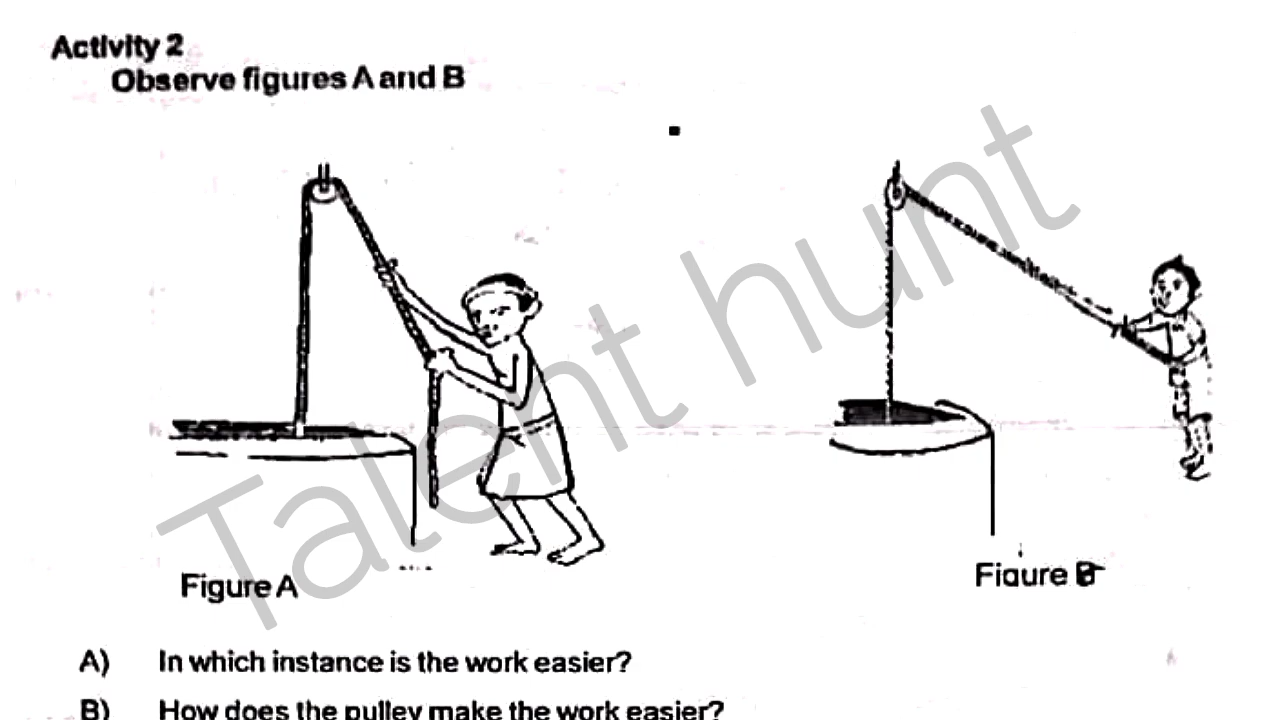 Activity 2
Observe figures A and B
Talent hunt
Figure A
Figure B
A) In which instance is the work easier?
B) How does the pulley make the work easier?